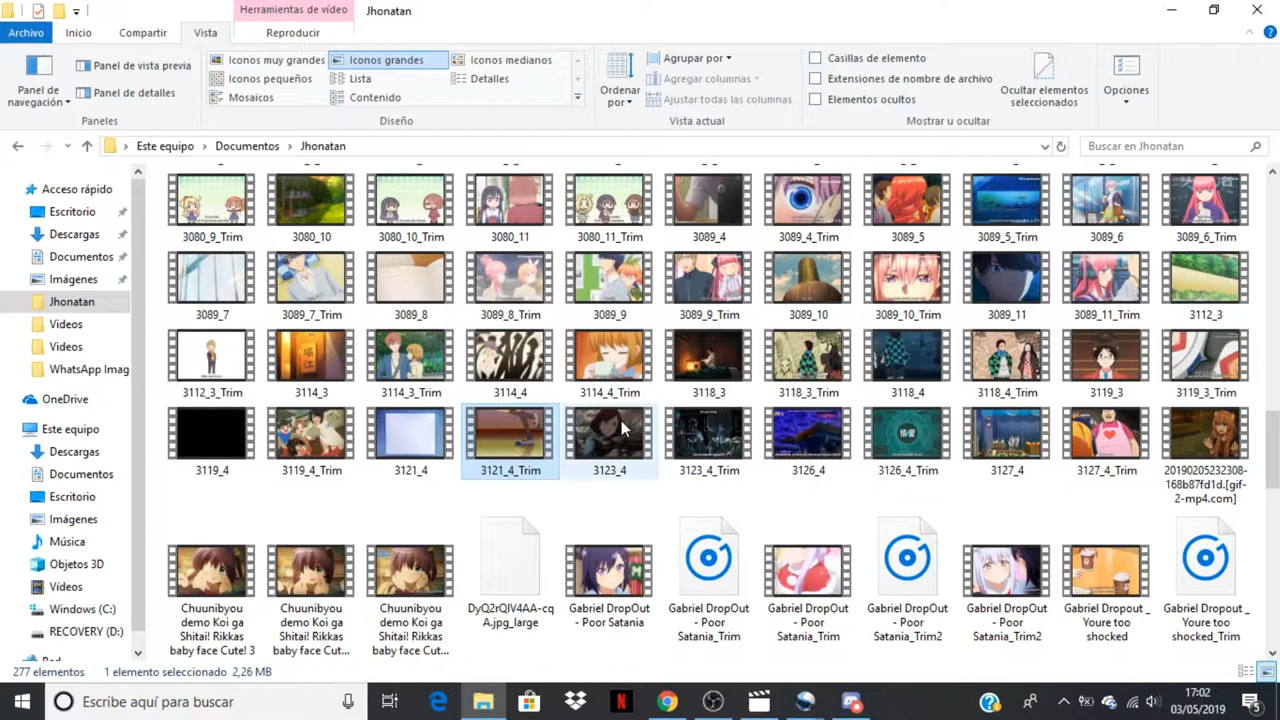 Herramientas de vídeo
Jhonatan
Archivo
Inicio
Compartir
Vista
Reproducir
Panel de navegación
Panel de vista previa
Panel de detalles
Paneles
Iconos muy grandes
Iconos grandes
Iconos medianos
Iconos pequeños
Lista
Detalles
Mosaicos
Contenido
Diseño
Ordenar por
Agrupar por
Agregar columnas
Ajustar todas las columnas
Vista actual
Casillas de elemento
Extensiones de nombre de archivo
Elementos ocultos
Ocultar elementos seleccionados
Mostrar u ocultar
Opciones
Este equipo > Documentos > Jhonatan
Buscar en Jhonatan
Acceso rápido
Escritorio
Descargas
Documentos
Imágenes
Jhonatan
Videos
Videos
WhatsApp Imag
OneDrive
Este equipo
Descargas
Documentos
Escritorio
Imágenes
Música
Objetos 3D
Vídeos
Windows (C:)
RECOVERY (D:)
Red
3080_9_Trim
3080_10
3080_10_Trim
3080_11
3080_11_Trim
3089_4
3089_4_Trim
3089_5
3089_5_Trim
3089_6
3089_6_Trim
3089_7
3089_7_Trim
3089_8
3089_8_Trim
3089_9
3089_9_Trim
3089_10
3089_10_Trim
3089_11
3089_11_Trim
3112_3
3112_3_Trim
3114_3
3114_3_Trim
3114_4
3114_4_Trim
3118_3
3118_3_Trim
3118_4
3118_4_Trim
3119_3
3119_3_Trim
3119_4
3119_4_Trim
3121_4
3121_4_Trim
3123_4
3123_4_Trim
3126_4
3126_4_Trim
3127_4
3127_4_Trim
20190205232308-
168b87fd1d.[gif-
2-mp4.com]
Chuunibyou
demo Koi ga
Shitai! Rikkas
baby face Cute! 3
Chuunibyou
demo Koi ga
Shitai! Rikkas
baby face Cut...
Chuunibyou
demo Koi ga
Shitai! Rikkas
baby face Cut...
DyQ2rQIV4AA-cq
A.jpg_large
Gabriel DropOut
- Poor Satania
Gabriel DropOut
- Poor
Satania_Trim
Gabriel DropOut
- Poor
Satania_Trim
Gabriel DropOut
- Poor
Satania_Trim2
Gabriel DropOut
- Poor
Satania_Trim2
Gabriel Dropout _
Youre too
shocked
Gabriel Dropout _
Youre too
shocked_Trim
277 elementos
1 elemento seleccionado 2,26 MB
Escribe aquí para buscar
17:02
03/05/2019
5